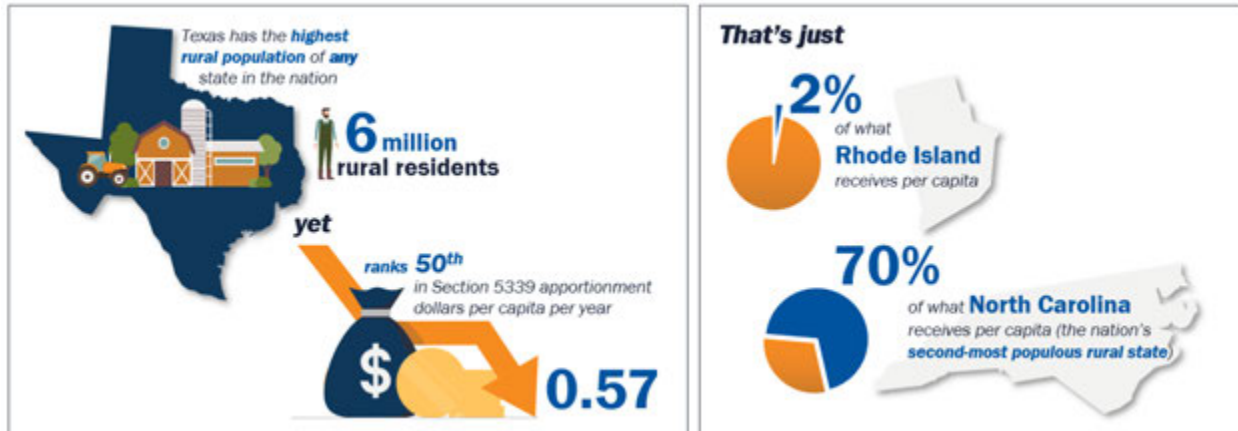 Texas has the highest
rural population of any
state in the nation
6 million
rural residents
yet
ranks 50th
in Section 5339 apportionment
dollars per capita per year
$
0.57
That's just
2%
of what
Rhode Island
receives per capita
70%
of what North Carolina
receives per capita (the nation's
second-most populous rural state)